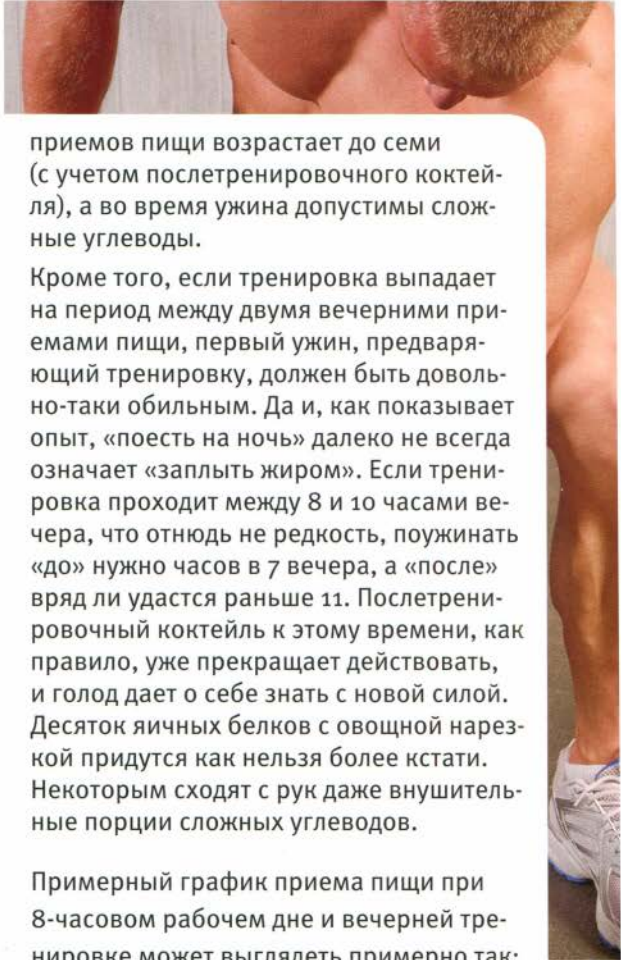 приемов пищи возрастает до семи
(с учетом послетренировочного коктей-
ля), а во время ужина допустимы слож-
ные углеводы.
Кроме того, если тренировка выпадает
на период между двумя вечерними при-
емами пищи, первый ужин, предваря-
ющий тренировку, должен быть доволь-
но-таки обильным. Да и, как показывает
опыт, «поесть на ночь» далеко не всегда
означает «заплыть жиром». Если трени-
ровка проходит между 8 и 10 часами ве-
чера, что отнюдь не редкость, поужинать
«до» нужно часов в 7 вечера, а «после»
вряд ли удастся раньше 11. Послетрени-
ровочный коктейль к этому времени, как
правило, уже прекращает действовать,
и голод дает о себе знать с новой силой.
Десяток яичных белков с овощной нарез-
кой придутся как нельзя более кстати.
Некоторым сходят с рук даже внушитель-
ные порции сложных углеводов.
Примерный график приема пищи при
8-часовом рабочем дне и вечерней тре-
нировке может выглядеть примерно так: